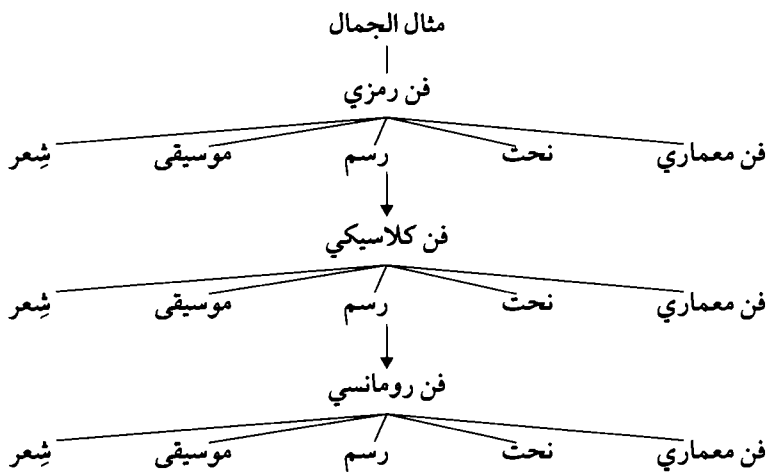 مثال الجمال
فن رمزي
فن معماري نحت رسم موسيقى شِعر
فن كلاسيكي
فن معماري نحت رسم موسيقى شِعر
فن رومانسي
فن معماري نحت رسم موسيقى شِعر